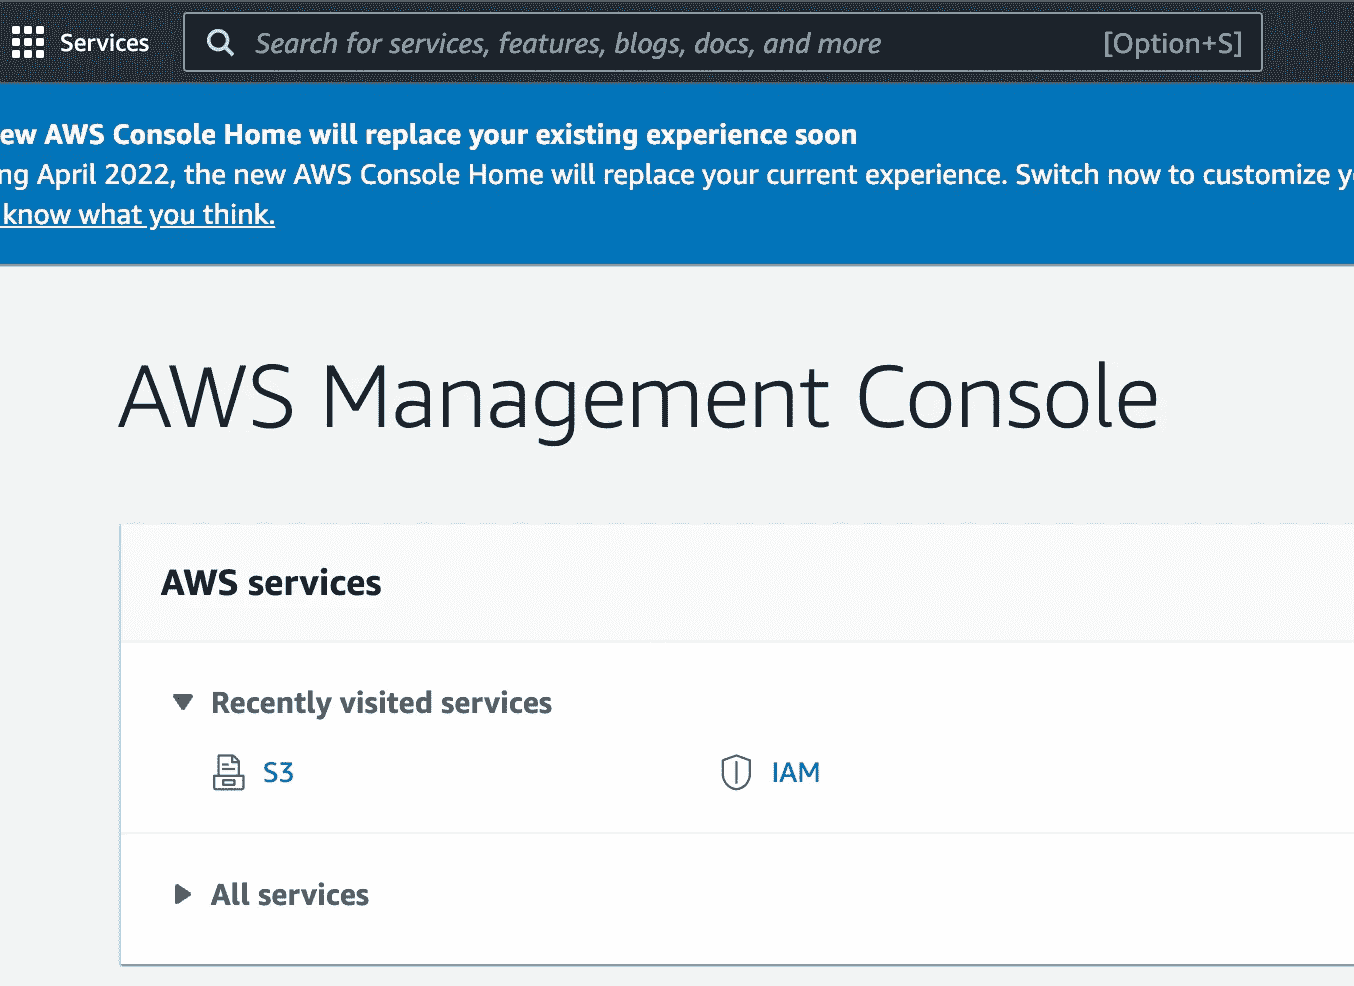 Services
Search for services, features, blogs, docs, and more [Option+S]
ew AWS Console Home will replace your existing experience soon
ng April 2022, the new AWS Console Home will replace your current experience. Switch now to customize y
know what you think.
AWS Management Console
AWS services
Recently visited services
S3 IAM
All services